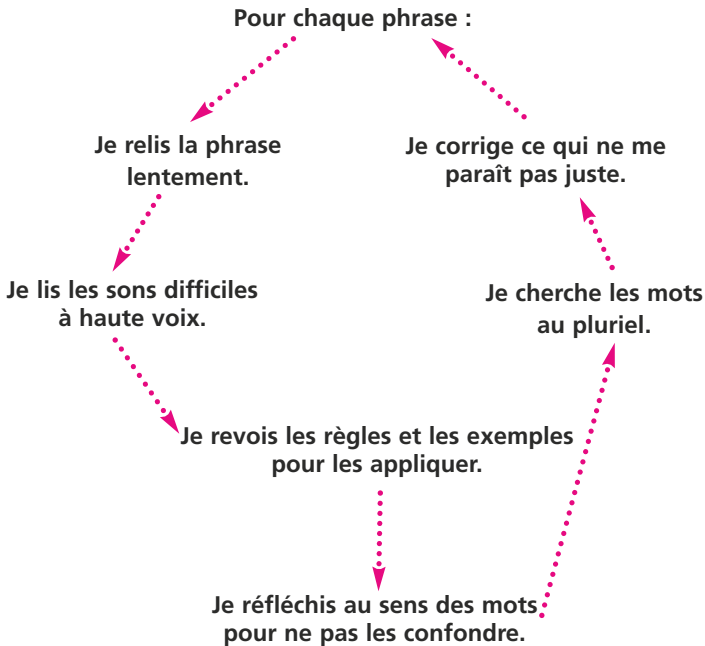 Pour chaque phrase :
Je relis la phrase
lentement.
Je lis les sons difficiles
à haute voix.
Je revois les règles et les exemples
pour les appliquer.
Je réfléchis au sens des mots
pour ne pas les confondre.
Je cherche les mots
au pluriel.
Je corrige ce qui ne me
paraît pas juste.